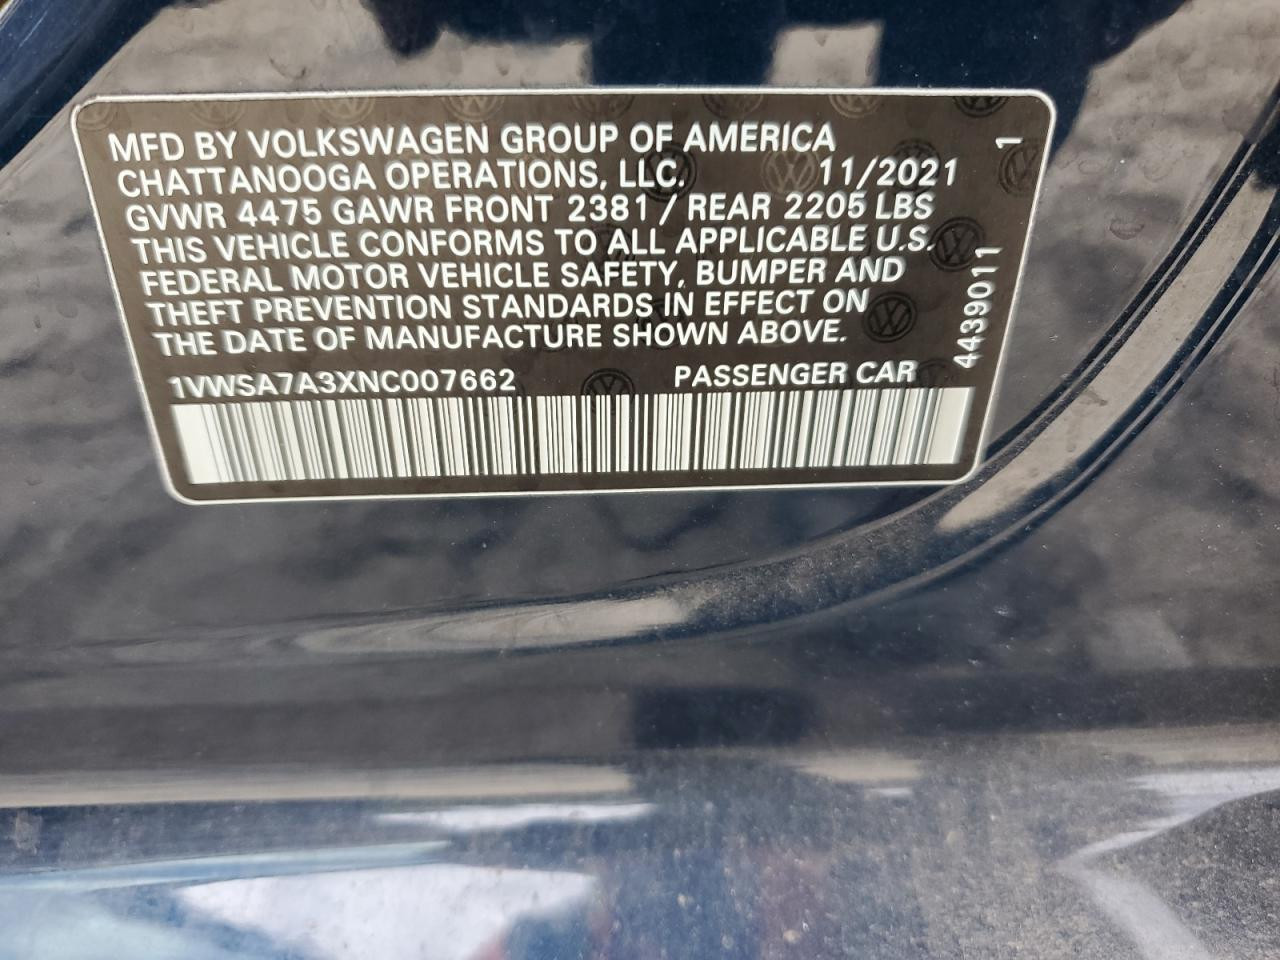 MFD BY VOLKSWAGEN GROUP OF AMERICA
CHATTANOOGA OPERATIONS, LLC. 11/2021
GVWR 4475 GAWR FRONT 2381 / REAR 2205 LBS
THIS VEHICLE CONFORMS TO ALL APPLICABLE U.S.
FEDERAL MOTOR VEHICLE SAFETY, BUMPER AND
THEFT PREVENTION STANDARDS IN EFFECT ON
THE DATE OF MANUFACTURE SHOWN ABOVE.
1VWSA7A3XNC007662 PASSENGER CAR
4439011 1